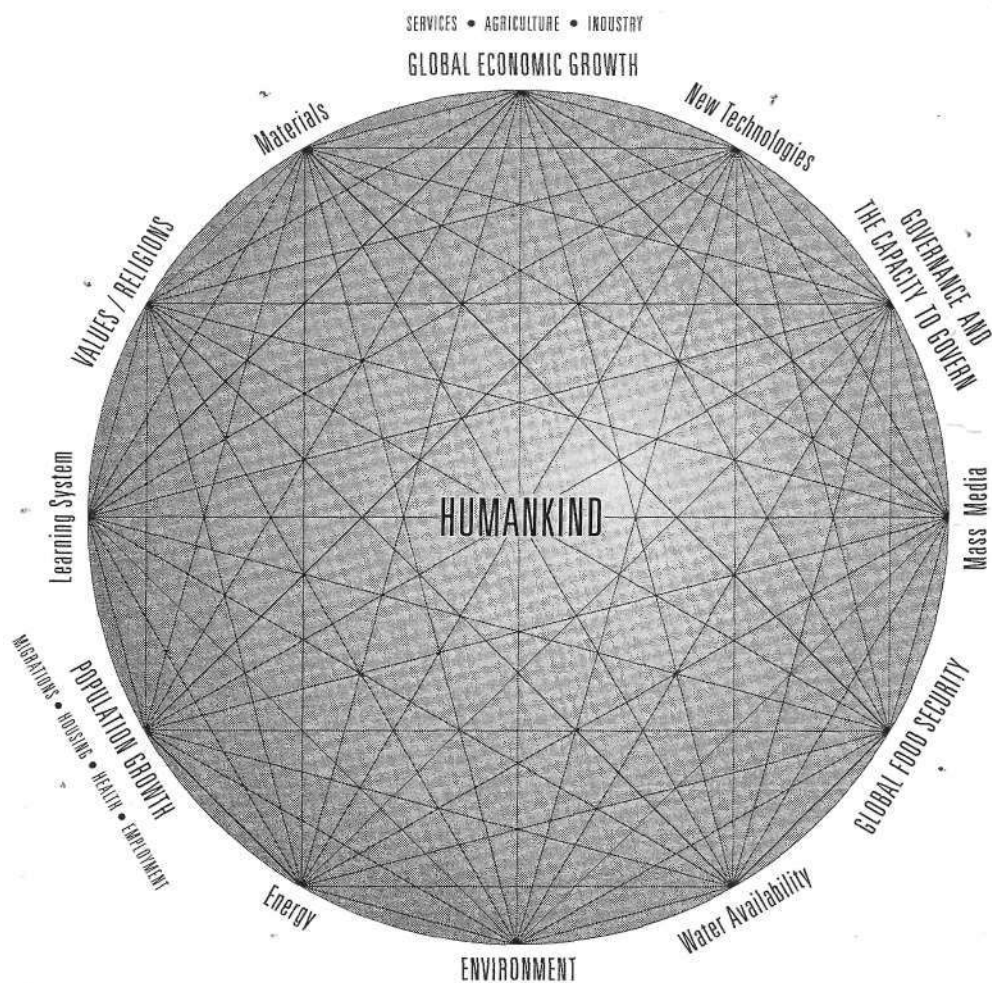 SERVICES • AGRICULTURE • INDUSTRY
GLOBAL ECONOMIC GROWTH
New Technologies
GOVERNANCE AND
THE CAPACITY TO GOVERN
Mass Media
GLOBAL FOOD SECURITY
Water Availability
ENVIRONMENT
Energy
POPULATION GROWTH
MIGRATIONS • HOUSING • HEALTH • EMPLOYMENT
Learning System
VALUES / RELIGIONS
Materials
HUMANKIND